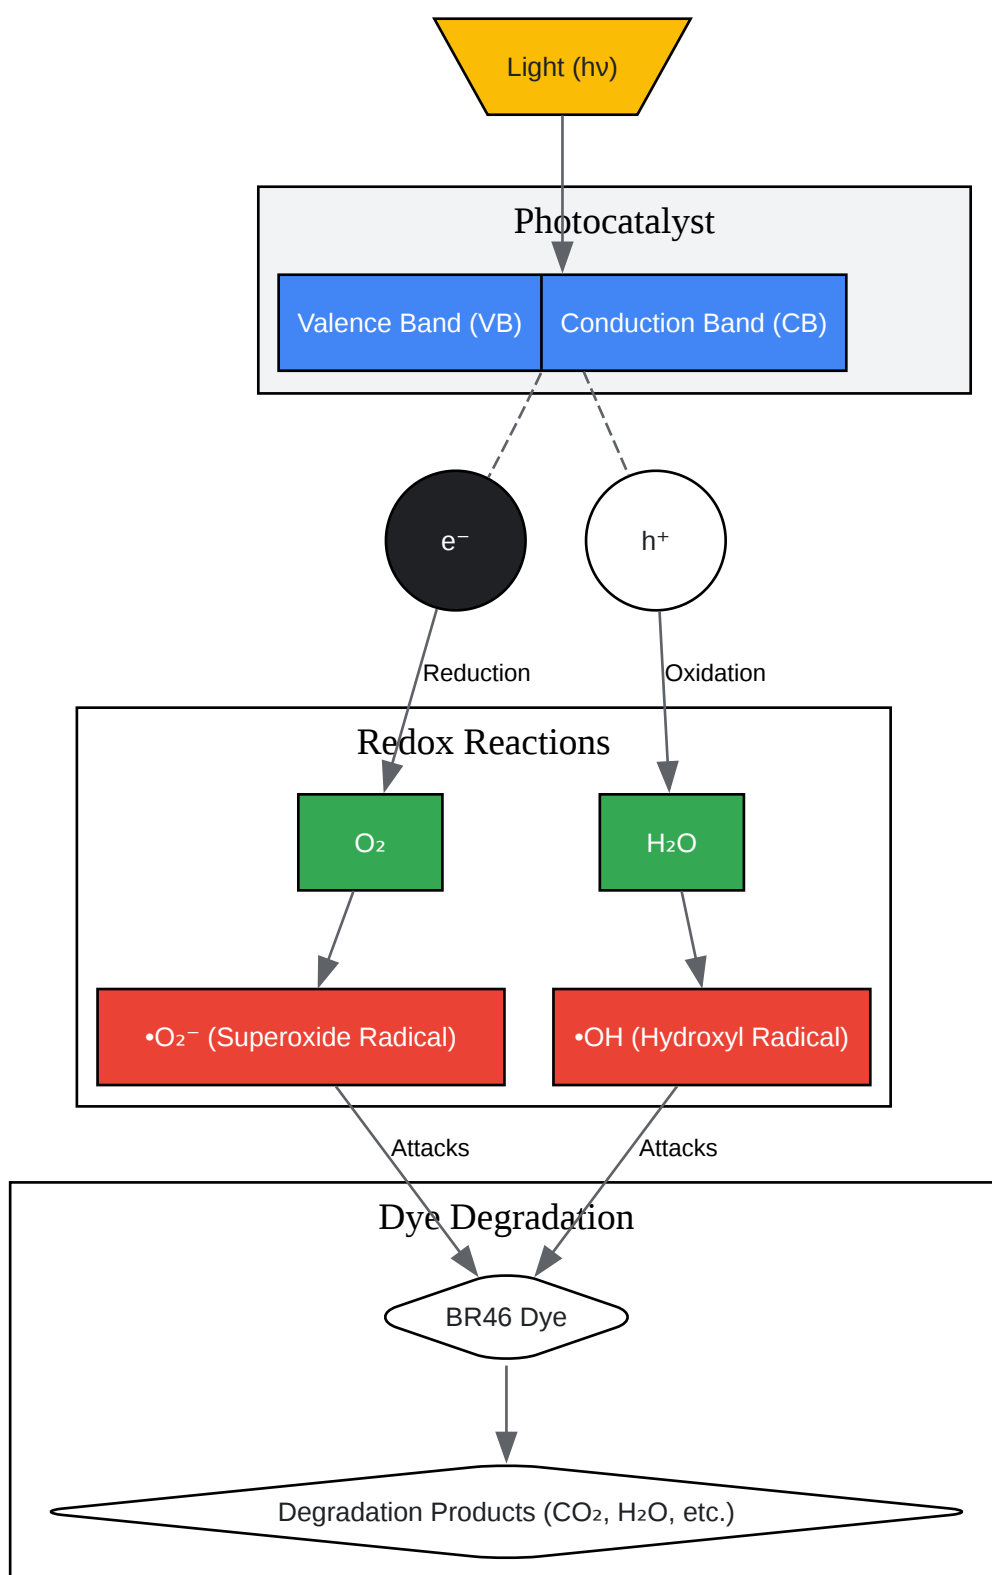 Light (hν)
Photocatalyst
Valence Band (VB)
Conduction Band (CB)
e⁻
h⁺
Reduction
Oxidation
Redox Reactions
O₂
H₂O
•O₂⁻ (Superoxide Radical)
•OH (Hydroxyl Radical)
Attacks
Attacks
Dye Degradation
BR46 Dye
Degradation Products (CO₂, H₂O, etc.)